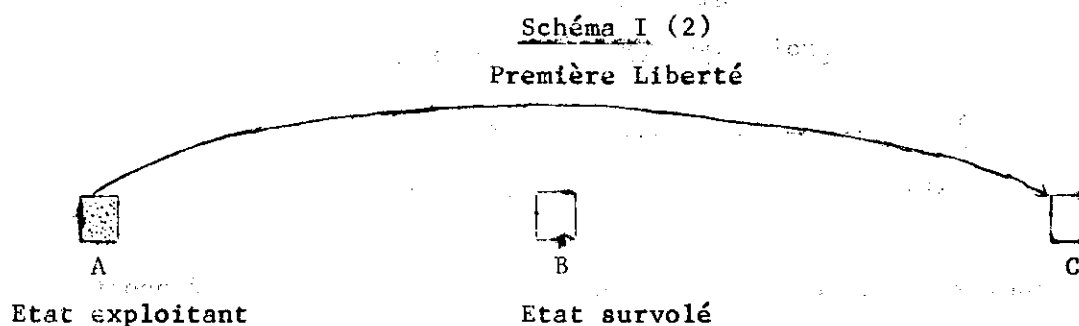 Schéma I (2)
Première Liberté
A B C
Etat exploitant Etat survolé